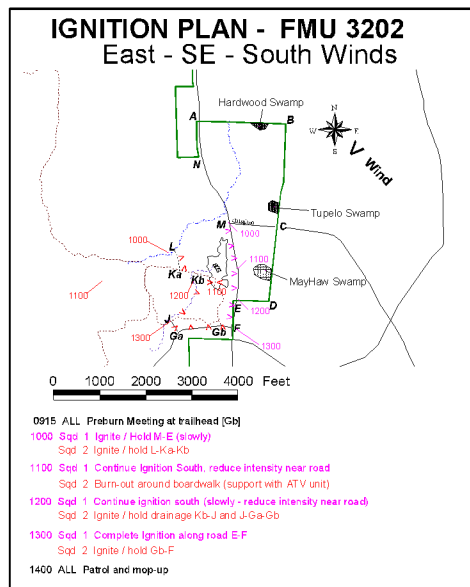 IGNITION PLAN - FMU 3202
East - SE - South Winds
Hardwood Swamp
A
B
N
W
E
S
Wind
N
Tupelo Swamp
M
C
1000
1000
L
Ka
Kb
1100
1100
MayHaw Swamp
1100
1200
D
E
1200
J
1300
Ga
Gb
F
1300
0 1000 2000 3000 4000 Feet
0915 ALL Preburn Meeting at trailhead [Gb]
1000 Sqd 1 Ignite / Hold M-E (slowly)
Sqd 2 Ignite / hold L-Ka-Kb
1100 Sqd 1 Continue Ignition South, reduce intensity near road
Sqd 2 Burn-out around boardwalk (support with ATV unit)
1200 Sqd 1 Continue ignition south (slowly - reduce intensity near road)
Sqd 2 Ignite / hold drainage Kb-J and J-Ga-Gb
1300 Sqd 1 Complete Ignition along road E-F
Sqd 2 Ignite / hold Gb-F
1400 ALL Patrol and mop-up